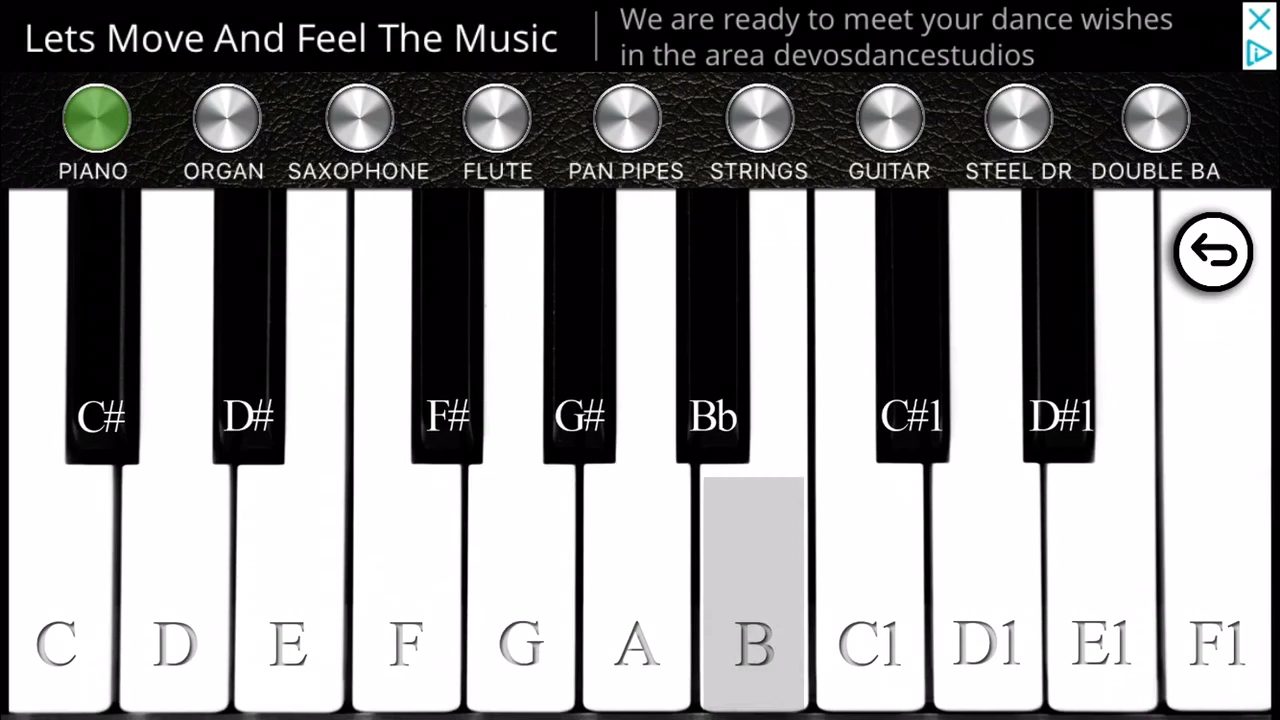 Lets Move And Feel The Music
We are ready to meet your dance wishes
in the area devosdancestudios
PIANO ORGAN SAXOPHONE FLUTE PAN PIPES STRINGS GUITAR STEEL DR DOUBLE BA
C# D# F# G# Bb C#1 D#1
C D E F G A B C1 D1 E1 F1